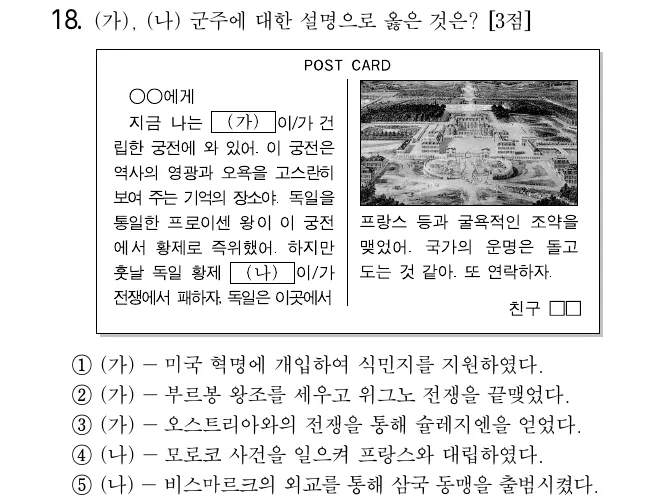 18. (가), (나) 군주에 대한 설명으로 옳은 것은? [3점]
POST CARD
○○에게
지금 나는 (가) 이/가 건
립한 궁전에 와 있어. 이 궁전은
역사의 영광과 오욕을 고스란히
보여 주는 기억의 장소야. 독일을
통일한 프로이센 왕이 이 궁전
에서 황제로 즉위했어. 하지만
훗날 독일 황제 (나) 이/가
전쟁에서 패하자, 독일은 이곳에서
프랑스 등과 굴욕적인 조약을
맺었어. 국가의 운명은 돌고
도는 것 같아. 또 연락하자.
친구 □□
① (가) - 미국 혁명에 개입하여 식민지를 지원하였다.
② (가) - 부르봉 왕조를 세우고 위그노 전쟁을 끝맺었다.
③ (가) - 오스트리아와의 전쟁을 통해 슐레지엔을 얻었다.
④ (나) - 모로코 사건을 일으켜 프랑스와 대립하였다.
⑤ (나) - 비스마르크의 외교를 통해 삼국 동맹을 출범시켰다.